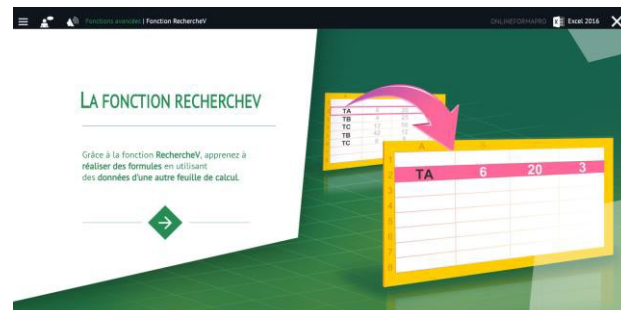 Fonctions avancées | Fonction RechercheV
ONLINEFORMAPRO
Excel 2016
LA FONCTION RECHERCHEV
Grâce à la fonction RechercheV, apprenez à
réaliser des formules en utilisant
des données d'une autre feuille de calcul.
TA
TB
TC
TB
TC
A
1
2 TA 6 20 3
3
4
5
6
7
8